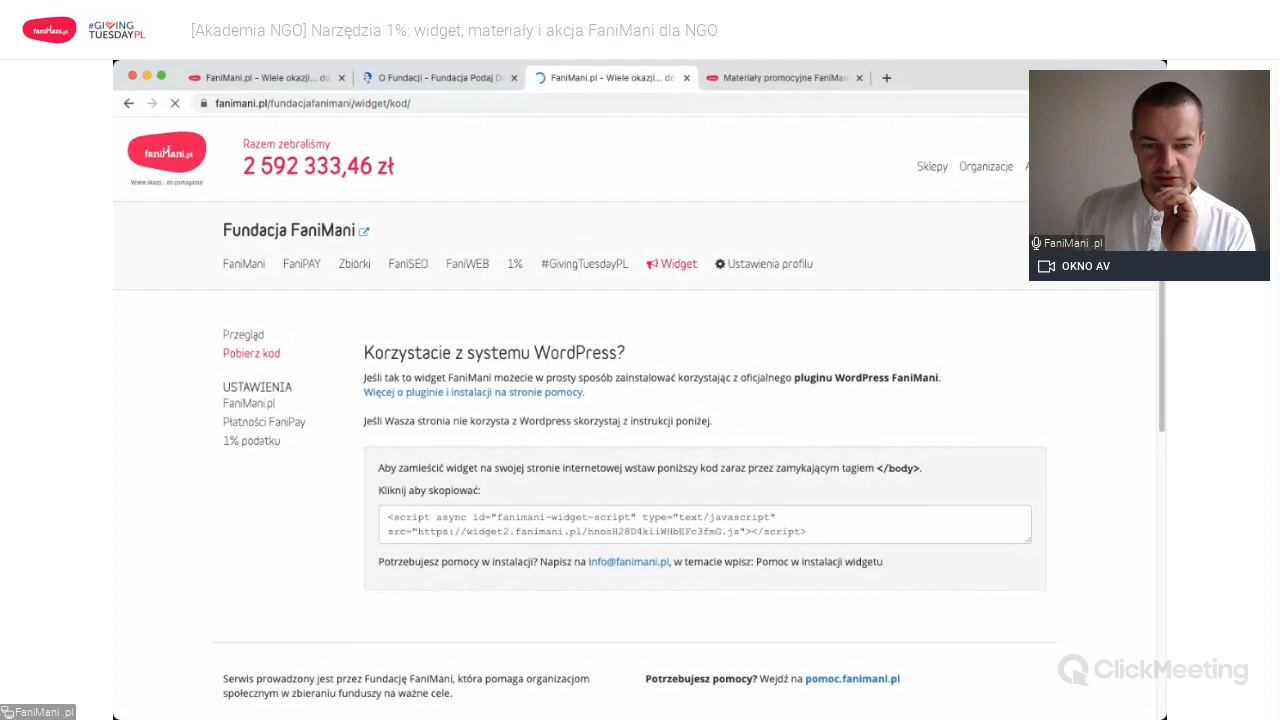 faniMani.pl
#GIVING
TUESDAYPL
[Akademia NGO] Narzędzia 1%: widget, materiały i akcja FaniMani dla NGO
FaniMani.pl - Wiele okazji... do
O Fundacji - Fundacja Podaj D
FaniMani.pl - Wiele okazji... do
Materiały promocyjne FaniMan
fanimani.pl/fundacjafanimani/widget/kod/
faniMani.pl
Wiele okazji... do pomagania!
Razem zebraliśmy
2 592 333,46 zł
Sklepy Organizacje
Fundacja FaniMani
FaniMani FaniPAY Zbiórki FaniSEO FaniWEB 1% #GivingTuesdayPL Widget Ustawienia profilu
FaniMani .pl
OKNO AV
Przegląd
Pobierz kod
USTAWIENIA
FaniMani.pl
Płatności FaniPay
1% podatku
Korzystacie z systemu WordPress?
Jeśli tak to widget FaniMani możecie w prosty sposób zainstalować korzystając z oficjalnego pluginu WordPress FaniMani.
Więcej o pluginie i instalacji na stronie pomocy.
Jeśli Wasza stronia nie korzysta z Wordpress skorzystaj z instrukcji poniżej.
Aby zamieścić widget na swojej stronie internetowej wstaw poniższy kod zaraz przez zamykającym tagiem </body>.
Kliknij aby skopiować:
<script async id="fanimani-widget-script" type="text/javascript"
src="https://widget2.fanimani.pl/hnosH28D4kiiWHbEFc3fmG.js"></script>
Potrzebujesz pomocy w instalacji? Napisz na info@fanimani.pl, w temacie wpisz: Pomoc w instalacji widgetu
Serwis prowadzony jest przez Fundację FaniMani, która pomaga organizacjom
społecznym w zbieraniu funduszy na ważne cele.
Potrzebujesz pomocy? Wejdź na pomoc.fanimani.pl
ClickMeeting
FaniMani .pl